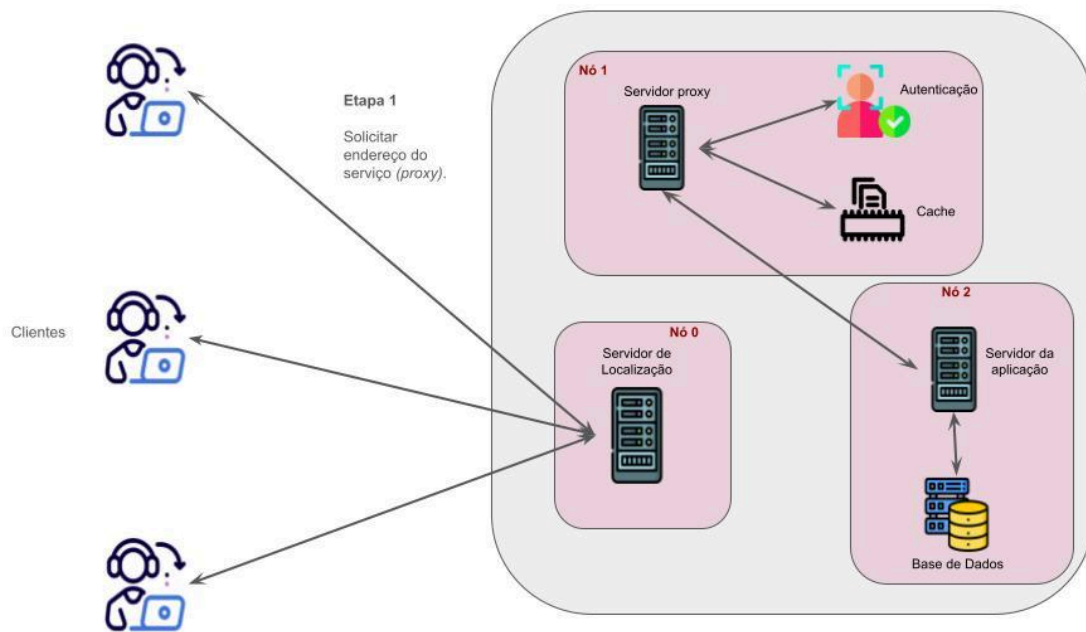 Etapa 1
Solicitar
endereço do
serviço (proxy).
Clientes
Nó 1
Servidor proxy
Autenticação
Cache
Nó 0
Servidor de
Localização
Nó 2
Servidor da
aplicação
Base de Dados